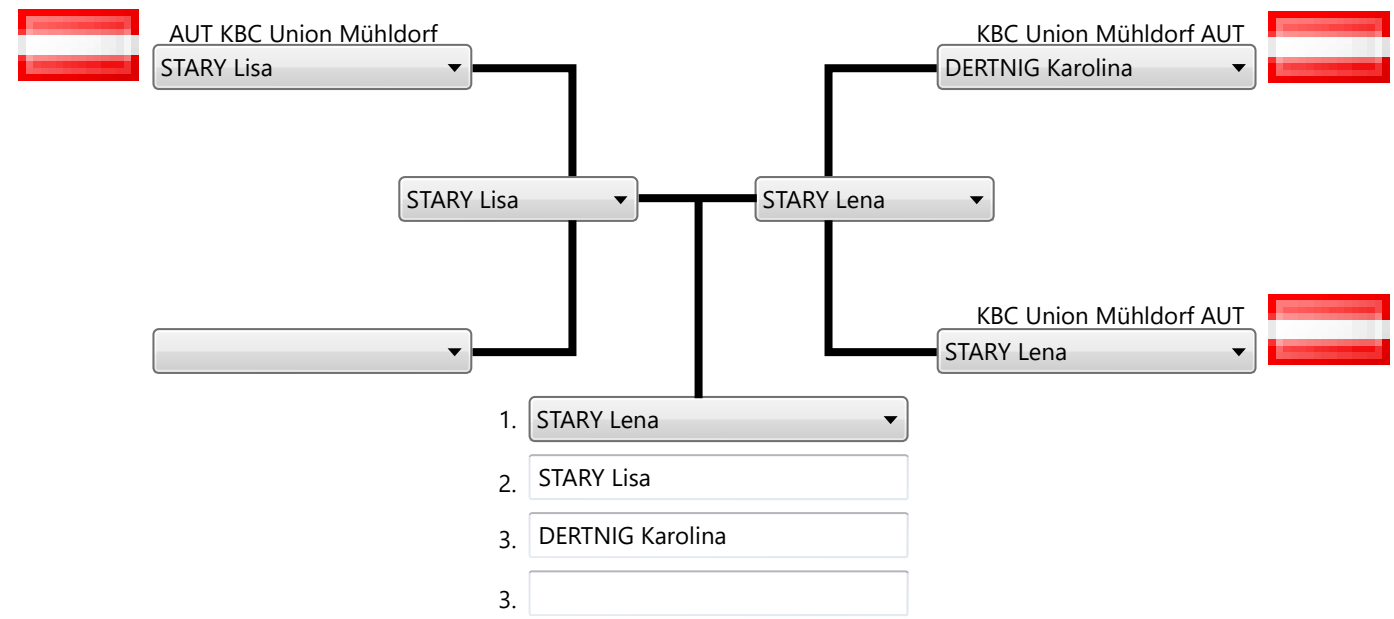 AUT KBC Union Mühldorf
STARY Lisa
KBC Union Mühldorf AUT
DERTNIG Karolina
STARY Lisa
STARY Lena
KBC Union Mühldorf AUT
STARY Lena
1. STARY Lena
2. STARY Lisa
3. DERTNIG Karolina
3.